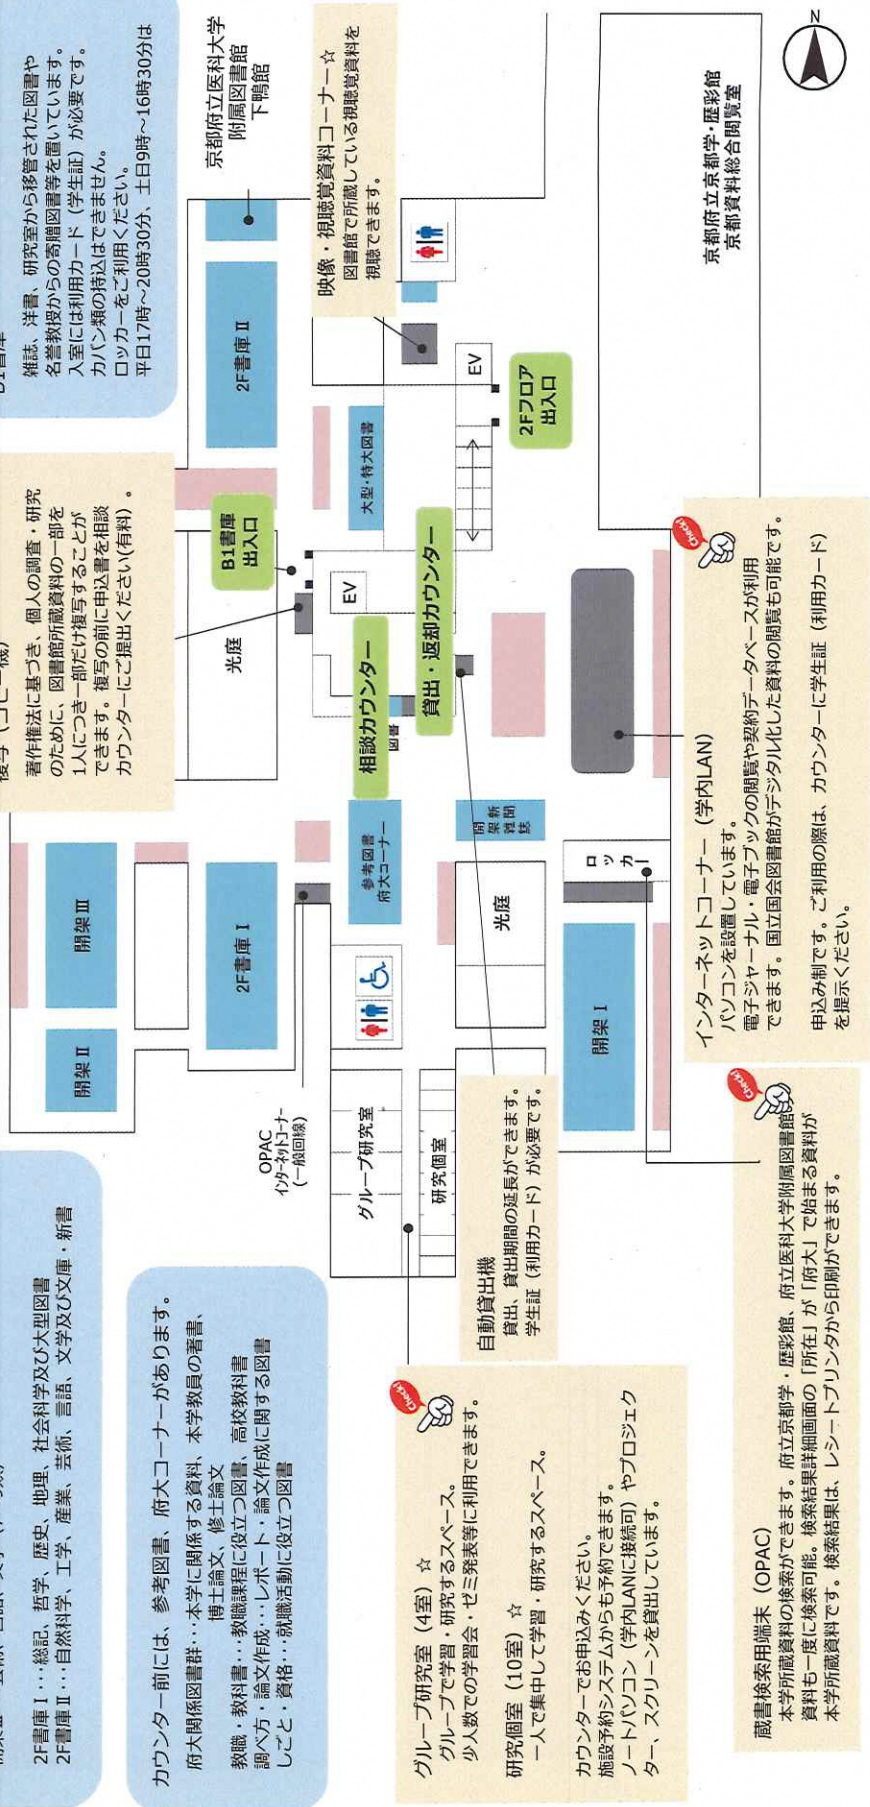 2F書庫Ⅰ…総記、哲学、歴史、地理、社会科学及び大型図書
2F書庫Ⅱ…自然科学、工学、産業、芸術、言語、文学及び文庫・新書
カウンター前には、参考図書、府大コーナーがあります。
府大関係図書群…本学に関係する資料、本学教員の著書、
博士論文、修士論文
教職・教科書…教職課程に役立つ図書、高校教科書
調べ方・論文作成…レポート・論文作成に関する図書
しごと・資格…就職活動に役立つ図書
複写（コピー機）
著作権法に基づき、個人の調査・研究
のために、図書館所蔵資料の一部を
1人につき一部だけ複写することが
できます。複写の前に申込書を相談
カウンターにご提出ください(有料)。
B1書庫
雑誌、洋書、研究室から移管された図書や
名誉教授からの寄贈図書等を置いています。
入室には利用カード（学生証）が必要です。
カバン類の持込はできません。
ロッカーをご利用ください。
平日17時～20時30分、土日9時～16時30分は
開架Ⅱ
開架Ⅲ
2F書庫Ⅰ
光庭
B1書庫
出入口
2F書庫Ⅱ
京都府立医科大学
附属図書館
下鴨館
OPAC
インターネットコーナー
(一般回線)
グループ研究室
研究個室
参考図書
府大コーナー
相談カウンター
図書
EV
貸出・返却カウンター
大型・特大図書
映像・視聴覚資料コーナー☆
図書館で所蔵している視聴覚資料を
視聴できます。
EV
2Fフロア
出入口
光庭
開架新聞
雑誌
開架Ⅰ
ロッカー
自動貸出機
貸出、貸出期間の延長ができます。
学生証（利用カード）が必要です。
Check!
グループ研究室（4室）☆
グループで学習・研究するスペース。
少人数での学習会・ゼミ発表等に利用できます。
研究個室（10室）☆
一人で集中して学習・研究するスペース。
カウンターでお申込みください。
施設予約システムからも予約できます。
ノートパソコン（学内LANに接続可）やプロジェク
ター、スクリーンを貸出しています。
Check!
インターネットコーナー（学内LAN）
パソコンを設置しています。
電子ジャーナル・電子ブックの閲覧や契約データベースが利用
できます。国立国会図書館がデジタル化した資料の閲覧も可能です。
申込み制です。ご利用の際は、カウンターに学生証（利用カード）
を提示ください。
Check!
蔵書検索用端末（OPAC）
本学所蔵資料の検索ができます。府立京都学・歴彩館、府立医科大学附属図書館
資料も一度に検索可能。検索結果詳細画面の「所在」が「府大」で始まる資料が
本学所蔵資料です。検索結果は、レシートプリンタから印刷ができます。
京都府立京都学・歴彩館
京都資料総合閲覧室
N